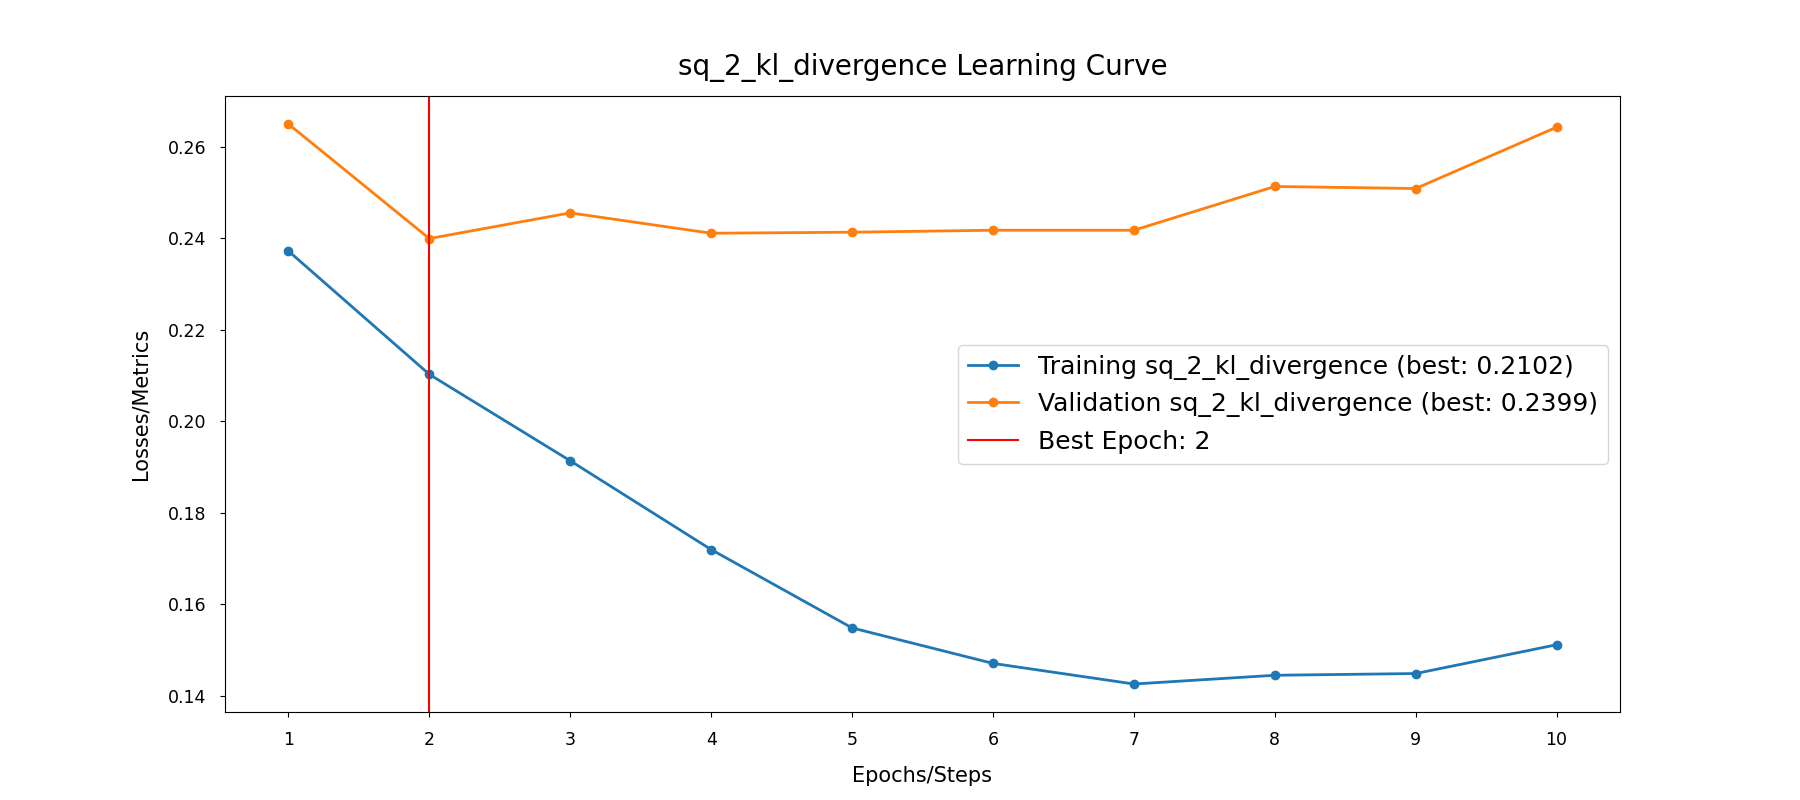 sq_2_kl_divergence Learning Curve
0.26
0.24
0.22
0.20
0.18
0.16
0.14
Losses/Metrics
Training sq_2_kl_divergence (best: 0.2102)
Validation sq_2_kl_divergence (best: 0.2399)
Best Epoch: 2
1 2 3 4 5 6 7 8 9 10
Epochs/Steps